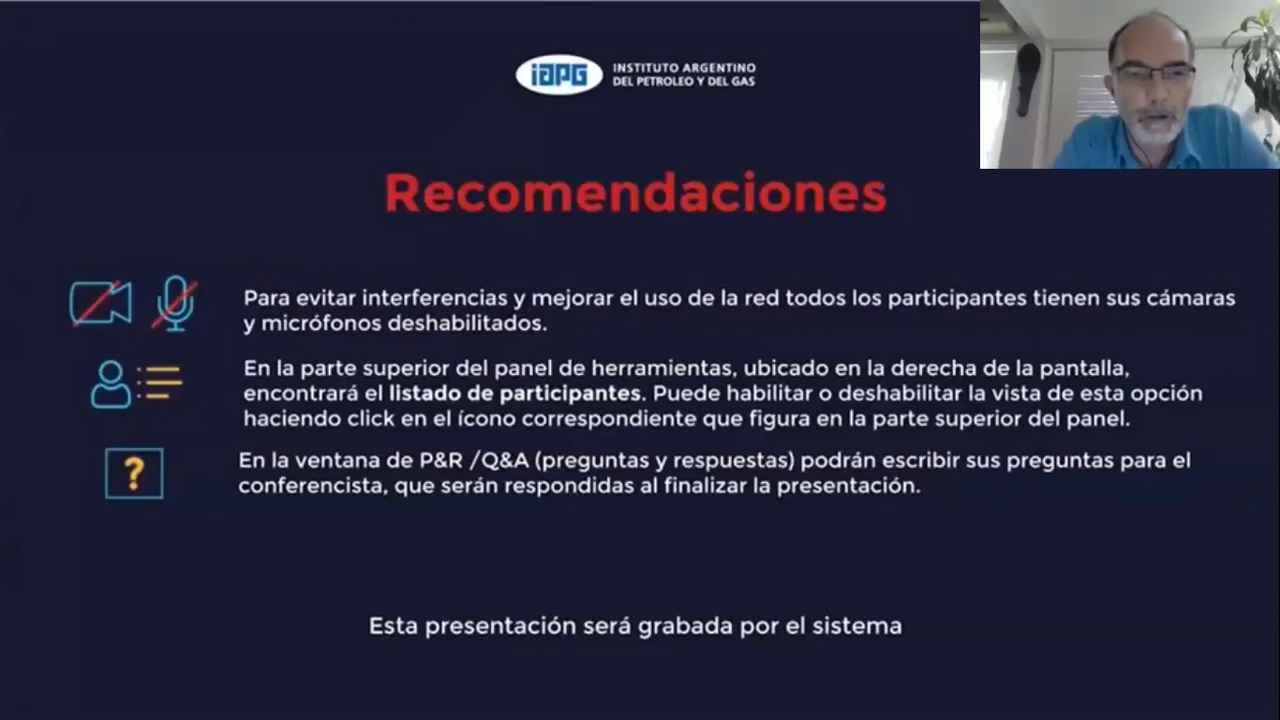 iapg
INSTITUTO ARGENTINO
DEL PETROLEO Y DEL GAS
Recomendaciones
Para evitar interferencias y mejorar el uso de la red todos los participantes tienen sus cámaras
y micrófonos deshabilitados.
En la parte superior del panel de herramientas, ubicado en la derecha de la pantalla,
encontrará el listado de participantes. Puede habilitar o deshabilitar la vista de esta opción
haciendo click en el ícono correspondiente que figura en la parte superior del panel.
?
En la ventana de P&R /Q&A (preguntas y respuestas) podrán escribir sus preguntas para el
conferencista, que serán respondidas al finalizar la presentación.
Esta presentación será grabada por el sistema